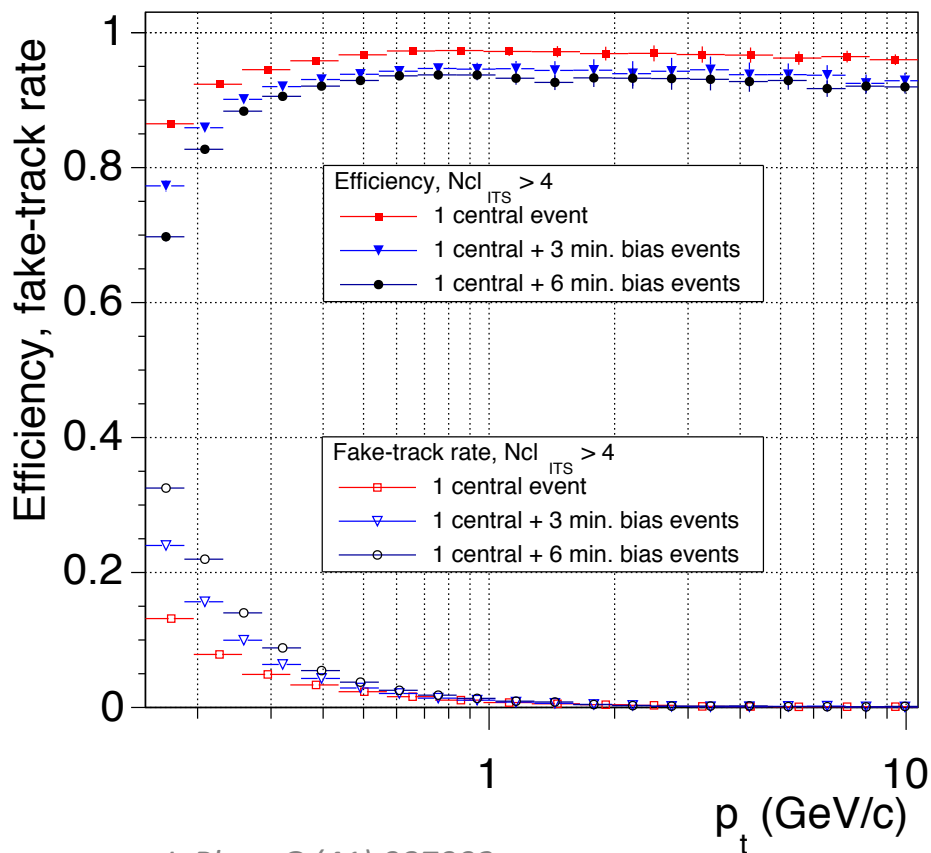 Efficiency, fake-track rate
1
0.8
0.6
0.4
0.2
0
Efficiency, Ncl ITS > 4
1 central event
1 central + 3 min. bias events
1 central + 6 min. bias events
Fake-track rate, Ncl ITS > 4
1 central event
1 central + 3 min. bias events
1 central + 6 min. bias events
1
10
p t (GeV/c)